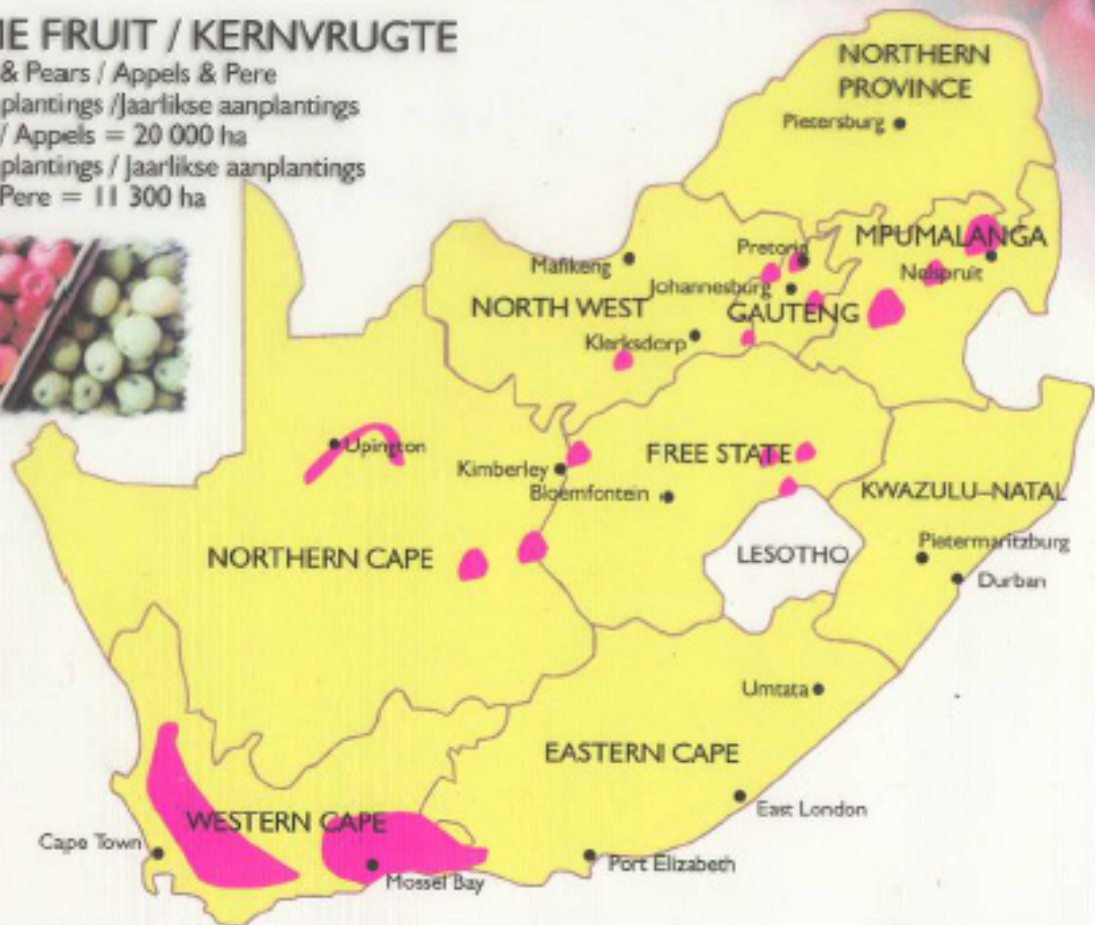 ME FRUIT / KERNVRUGTE
& Pears / Appels & Pere
plantings /Jaarlikse aanplantings
/ Appels = 20 000 ha
plantings / Jaarlikse aanplantings
Pere = 11 300 ha
NORTHERN
PROVINCE
Pietersburg
MPUMALANGA
Pretoria
Mafikeng
Nelspruit
Johannesburg
NORTH WEST
GAUTENG
Klerksdorp
Upington
Kimberley
FREE STATE
Bloemfontein
KWAZULU-NATAL
NORTHERN CAPE
LESOTHO
Pietermaritzburg
Durban
Umtata
EASTERN CAPE
East London
WESTERN CAPE
Cape Town
Port Elizabeth
Mossel Bay